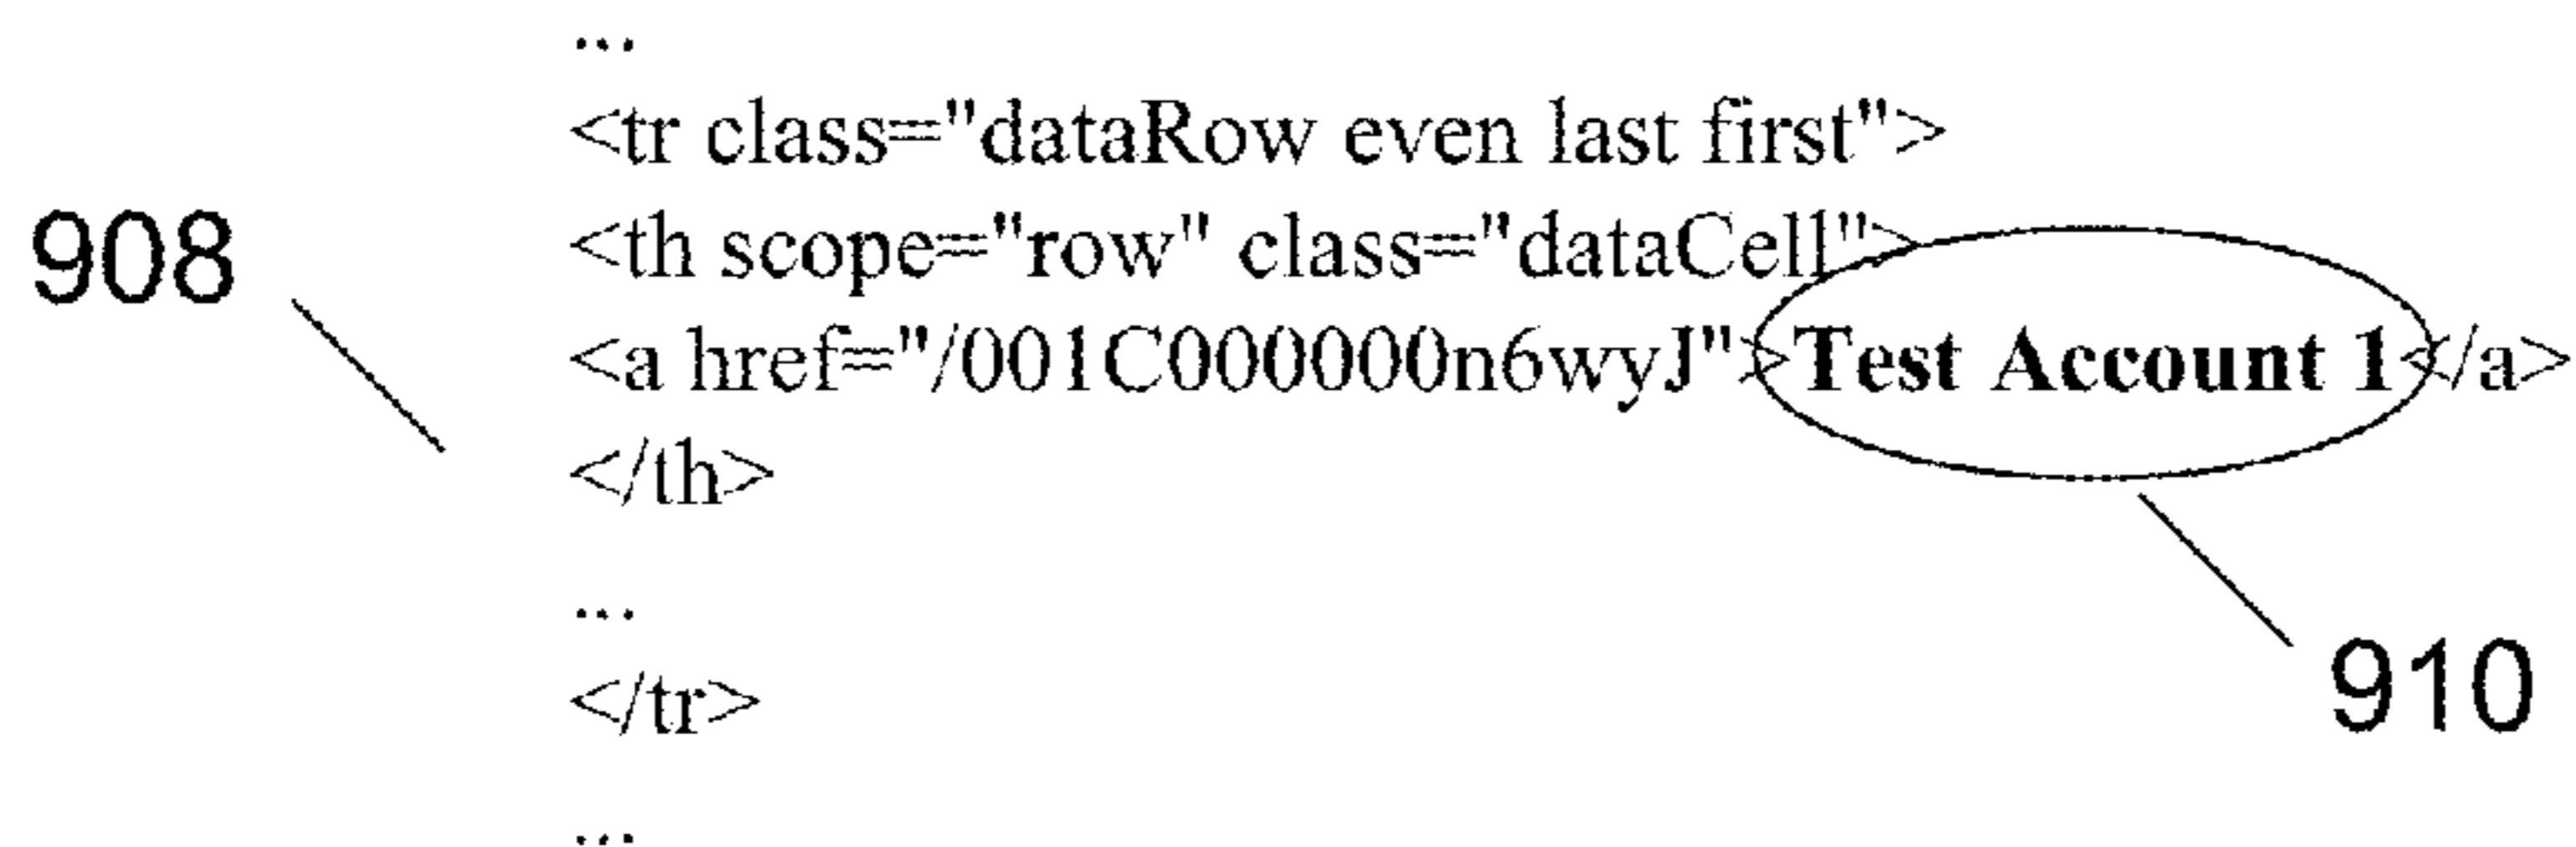 ...
<tr class="dataRow even last first">
908
<th scope="row" class="dataCell">
<a href="/001C000000n6wyJ">Test Account 1</a>
</th>
...
</tr>
910
...